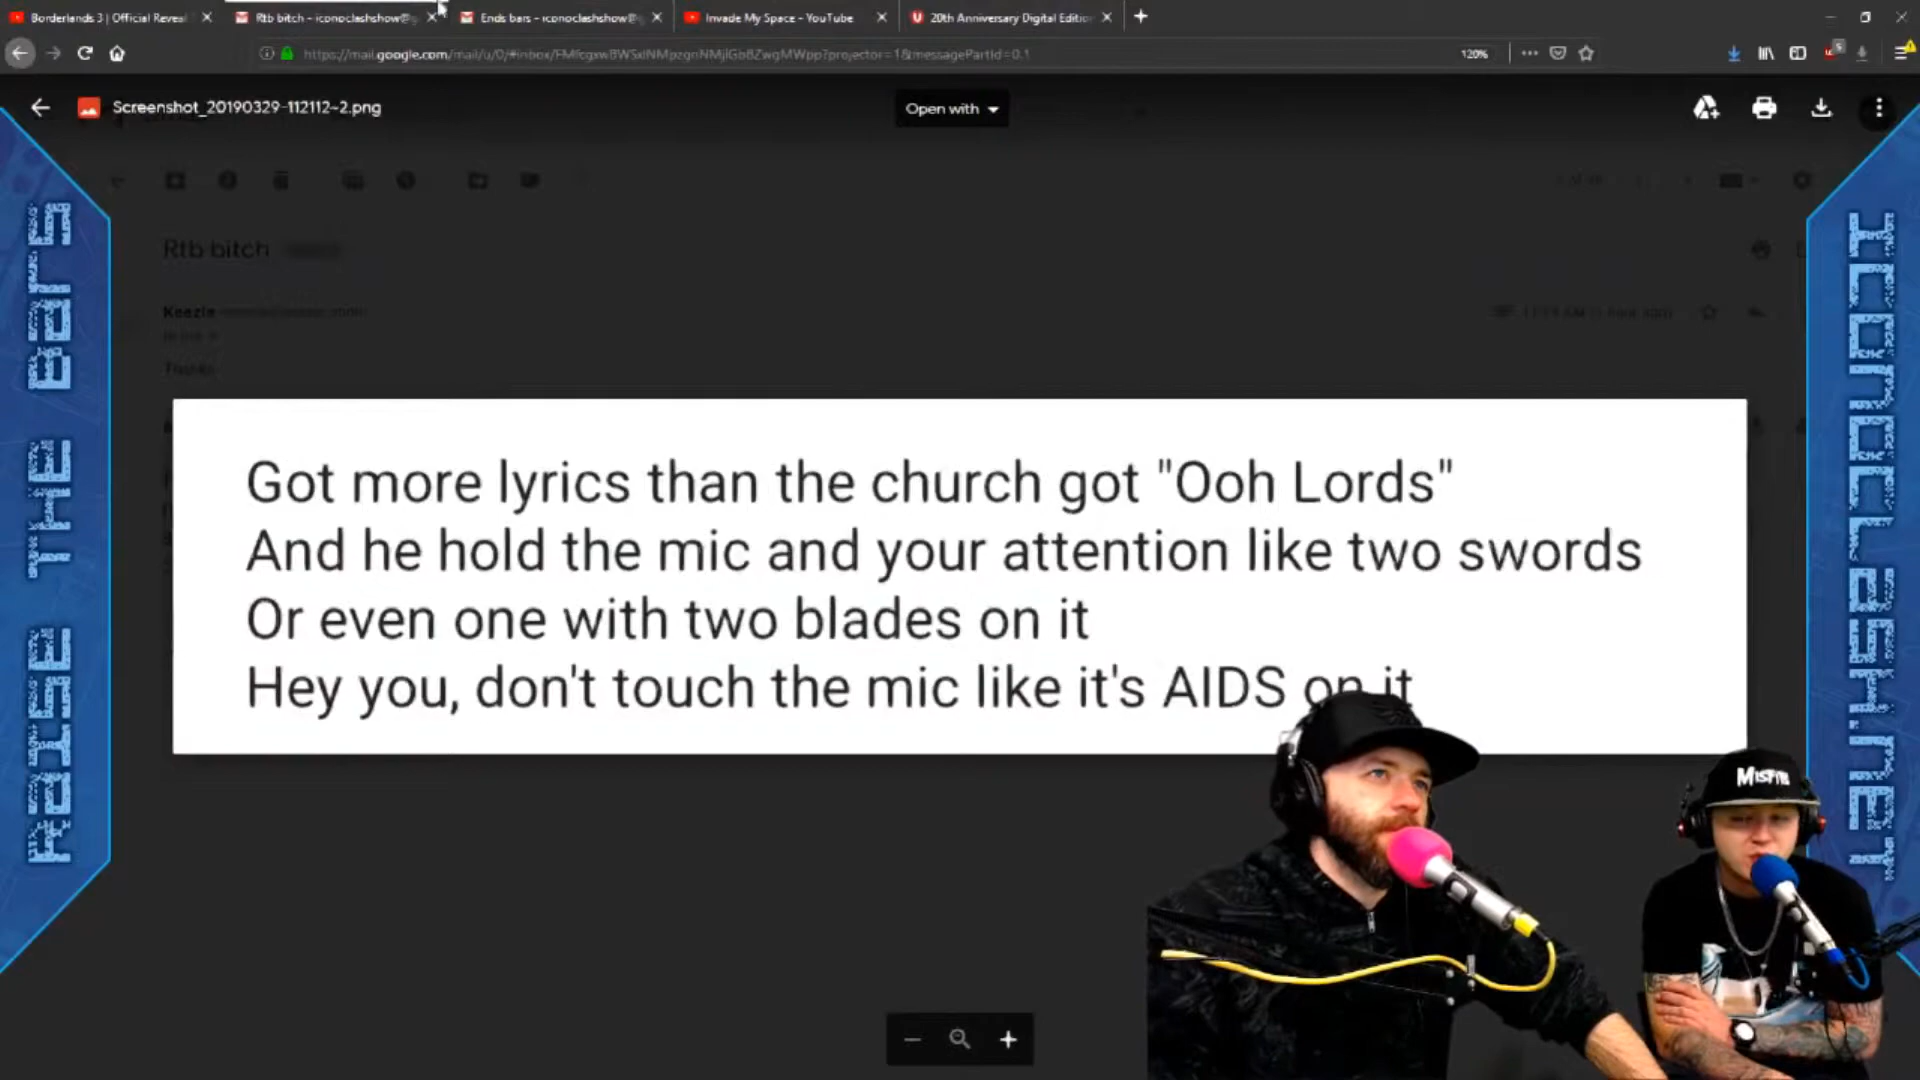 Borderlands 3 | Official Reveal
Rtb bitch - iconoclashshow@g
Ends bars - iconoclashshow@g
Invade My Space - YouTube
20th Anniversary Digital Editio
120%
Screenshot_20190329-112112~2.png
Open with
Rtb bitch
Keezle
Got more lyrics than the church got "Ooh Lords"
And he hold the mic and your attention like two swords
Or even one with two blades on it
Hey you, don't touch the mic like it's AIDS on it
RAISE THE BARS
MISFITS